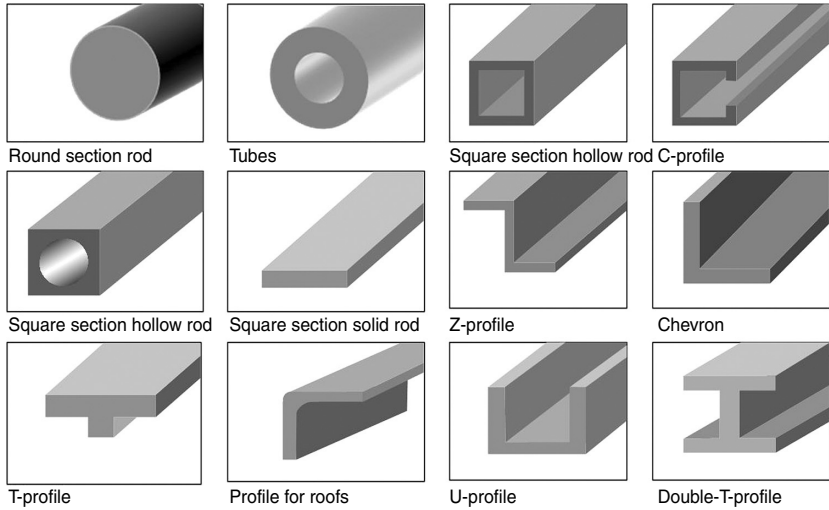 Round section rod
Tubes
Square section hollow rod
C-profile
Square section hollow rod
Square section solid rod
Z-profile
Chevron
T-profile
Profile for roofs
U-profile
Double-T-profile